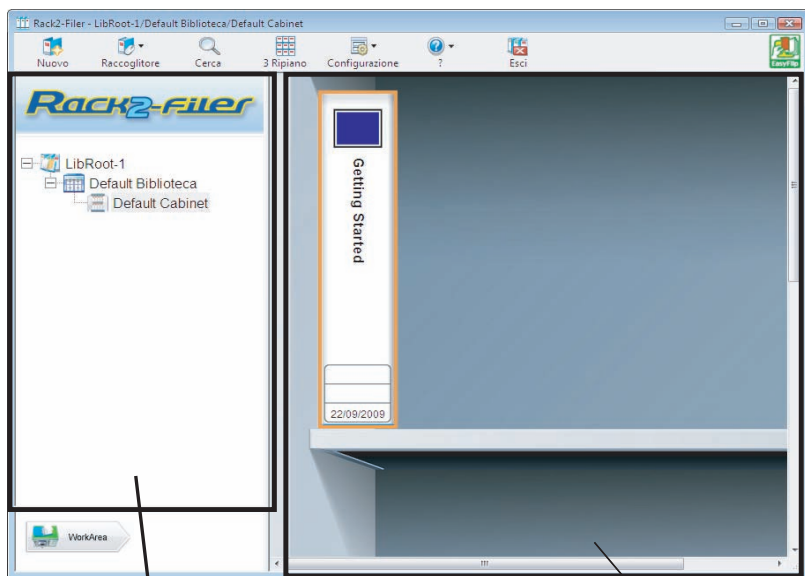 Rack2-Filer - LibRoot-1/Default Biblioteca/Default Cabinet
Nuovo Raccoglitore Cerca 3 Ripiano Configurazione ? Esci EasyFlip
Rack2-Filer
LibRoot-1
Default Biblioteca
Default Cabinet
Getting Started
22/09/2009
WorkArea